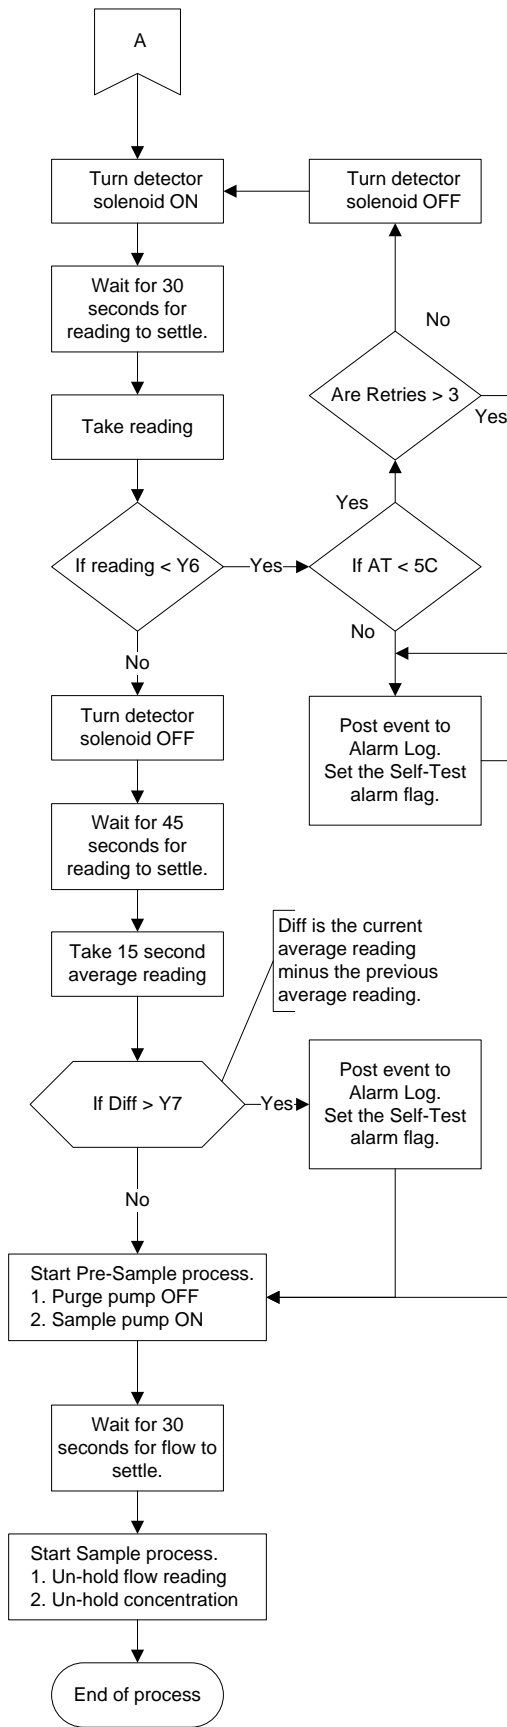 A
Turn detector
solenoid ON
Turn detector
solenoid OFF
Wait for 30
seconds for
reading to settle.
No
Are Retries > 3
Yes
Take reading
Yes
If reading < Y6
Yes
If AT < 5C
No
No
Turn detector
solenoid OFF
Post event to
Alarm Log.
Set the Self-Test
alarm flag.
Wait for 45
seconds for
reading to settle.
Take 15 second
average reading
Diff is the current
average reading
minus the previous
average reading.
If Diff > Y7
Yes
Post event to
Alarm Log.
Set the Self-Test
alarm flag.
No
Start Pre-Sample process.
1. Purge pump OFF
2. Sample pump ON
Wait for 30
seconds for flow to
settle.
Start Sample process.
1. Un-hold flow reading
2. Un-hold concentration
End of process